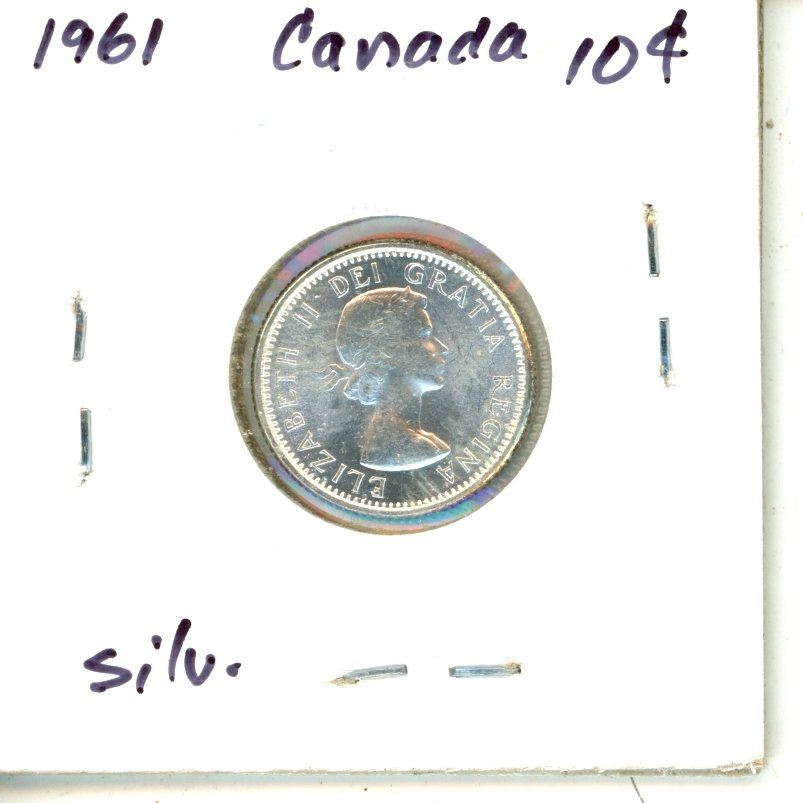 1961 Canada 10¢
ELIZABETH II DEI GRATIA REGINA
silv.